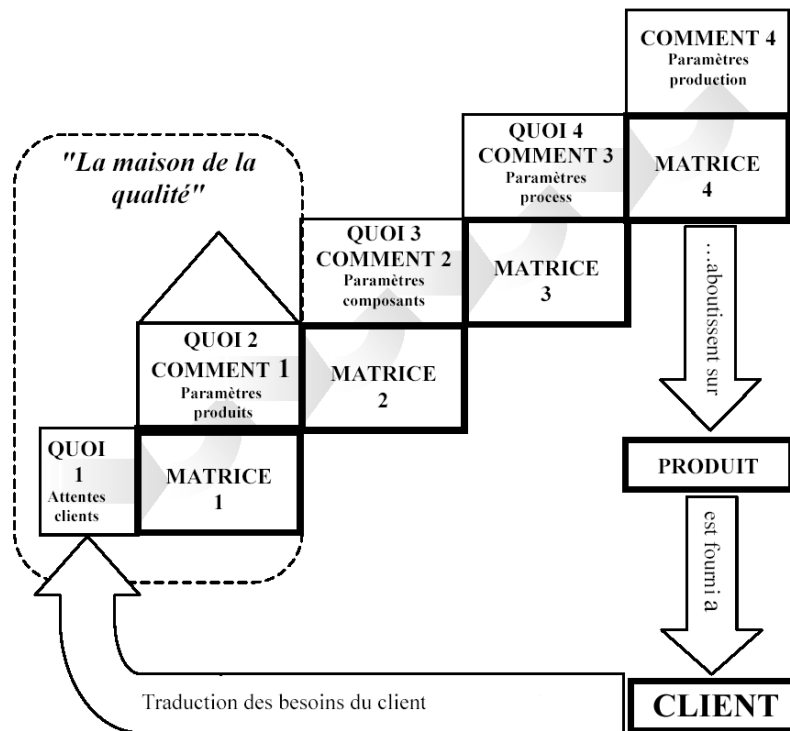 COMMENT 4
Paramètres
production
QUOI 4
COMMENT 3
Paramètres
process
MATRICE
4
"La maison de la
qualité"
QUOI 3
COMMENT 2
Paramètres
composants
MATRICE
3
...aboutissent sur
QUOI 2
COMMENT 1
Paramètres
produits
MATRICE
2
QUOI
1
Attentes
clients
MATRICE
1
PRODUIT
est fourni a
Traduction des besoins du client
CLIENT